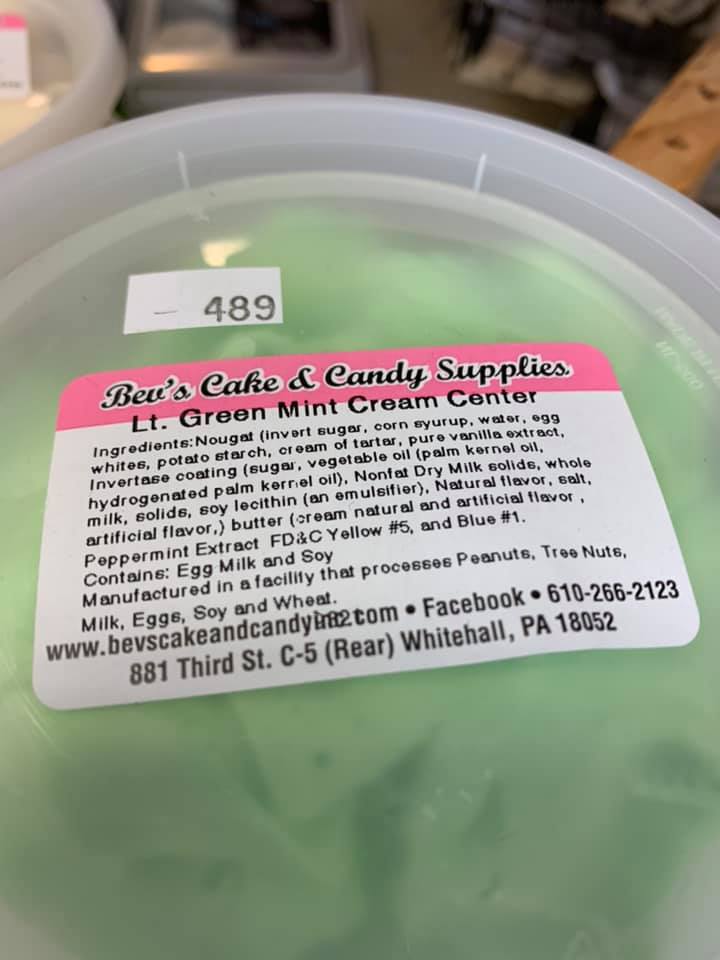 - 489
Bev's Cake & Candy Supplies
Lt. Green Mint Cream Center
Ingredients:Nougat (invert sugar, corn syurup, water, egg
whites, potato starch, cream of tartar, pure vanilla extract,
Invertase coating (sugar, vegetable oil (palm kernel oil,
hydrogenated palm kernel oil), Nonfat Dry Milk solids, whole
milk, solids, soy lecithin (an emulsifier), Natural flavor, salt,
artificial flavor,) butter (cream natural and artificial flavor ,
Peppermint Extract FD&C Yellow #5, and Blue #1.
Contains: Egg Milk and Soy
Manufactured in a facility that processes Peanuts, Tree Nuts,
Milk, Eggs, Soy and Wheat.
www.bevscakeandcandy.com • Facebook • 610-266-2123
881 Third St. C-5 (Rear) Whitehall, PA 18052